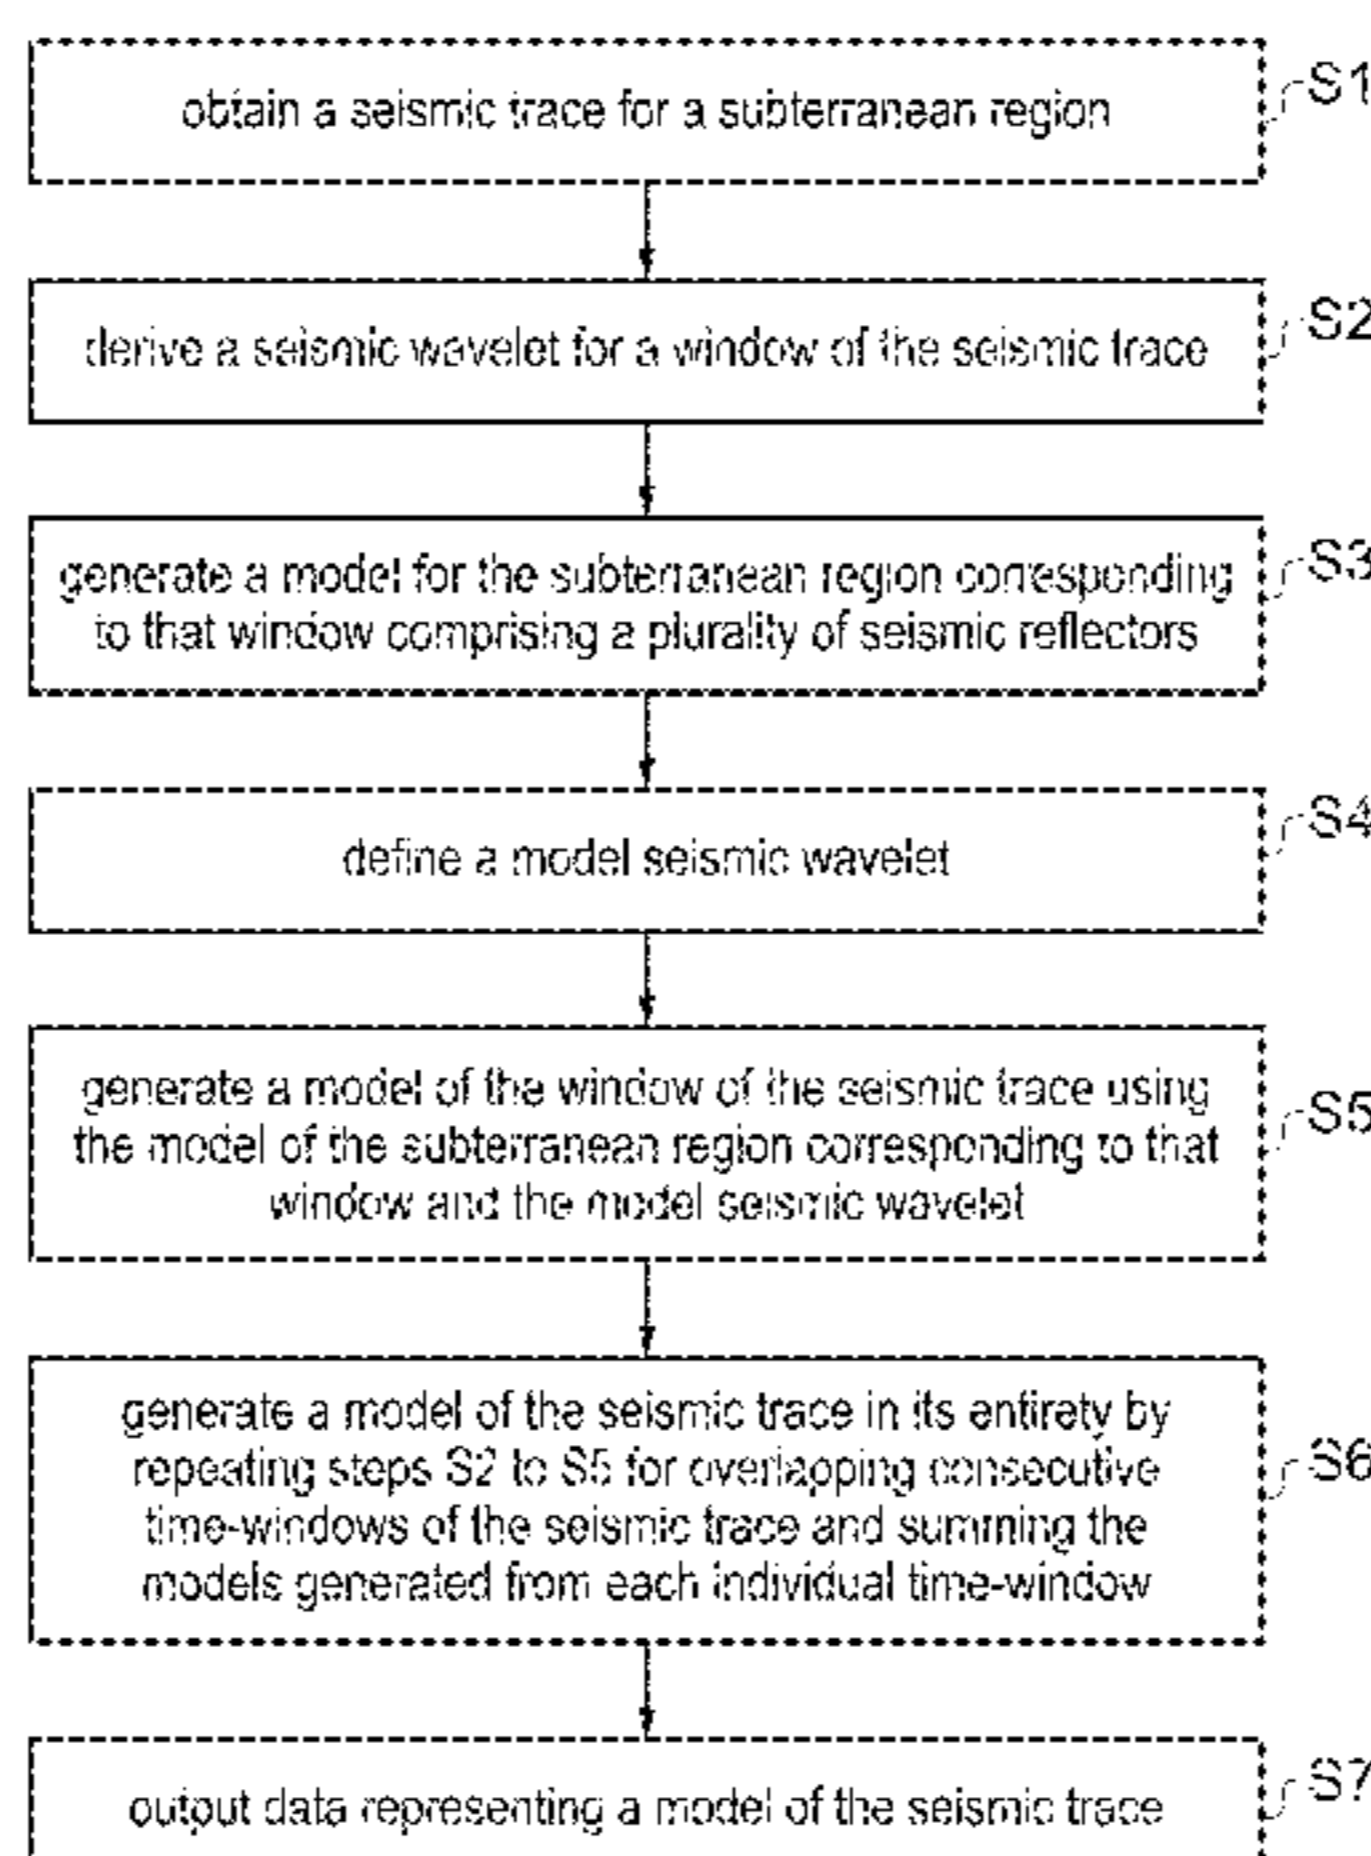 obtain a seismic trace for a subterranean region
S1
derive a seismic wavelet for a window of the seismic trace
S2
generate a model for the subterranean region corresponding
to that window comprising a plurality of seismic reflectors
S3
define a model seismic wavelet
S4
generate a model of the window of the seismic trace using
the model of the subterranean region corresponding to that
window and the model seismic wavelet
S5
generate a model of the seismic trace in its entirety by
repeating steps S2 to S5 for overlapping consecutive
time-windows of the seismic trace and summing the
models generated from each individual time-window
S6
output data representing a model of the seismic trace
S7